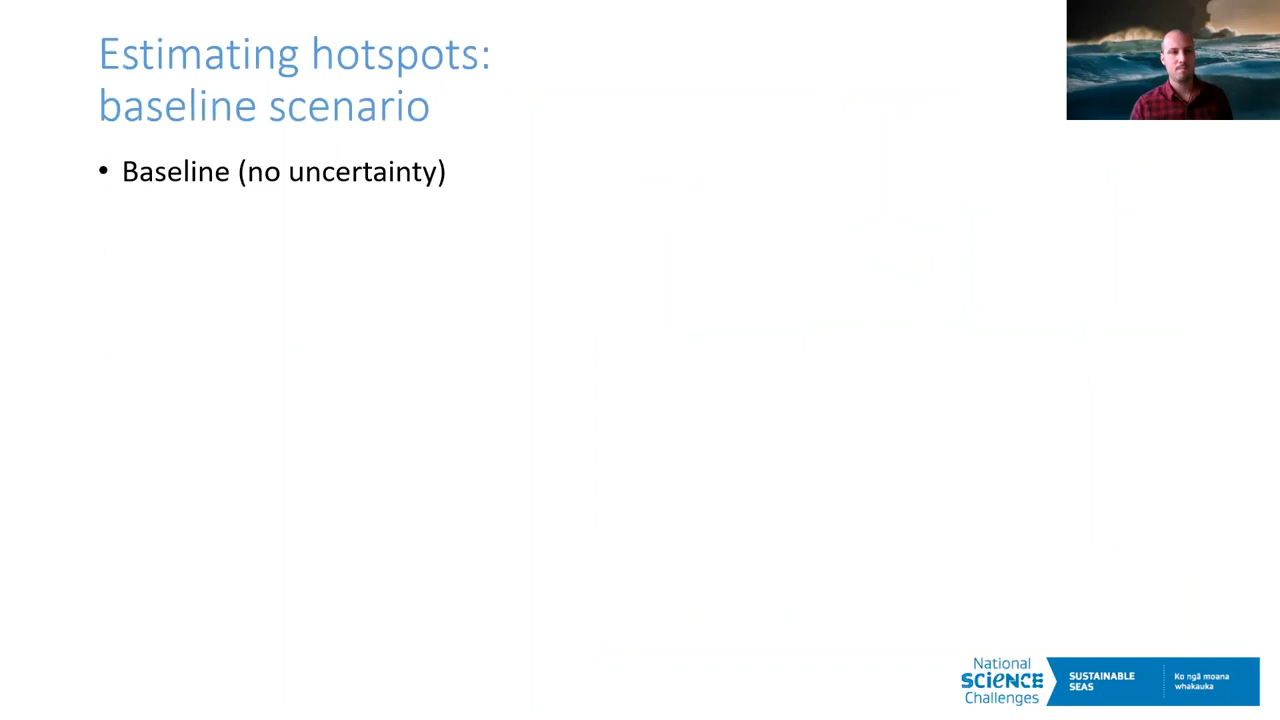 Estimating hotspots:
baseline scenario
• Baseline (no uncertainty)
National
SCIENCE
Challenges
SUSTAINABLE
SEAS
Ko ngā moana
whakauka